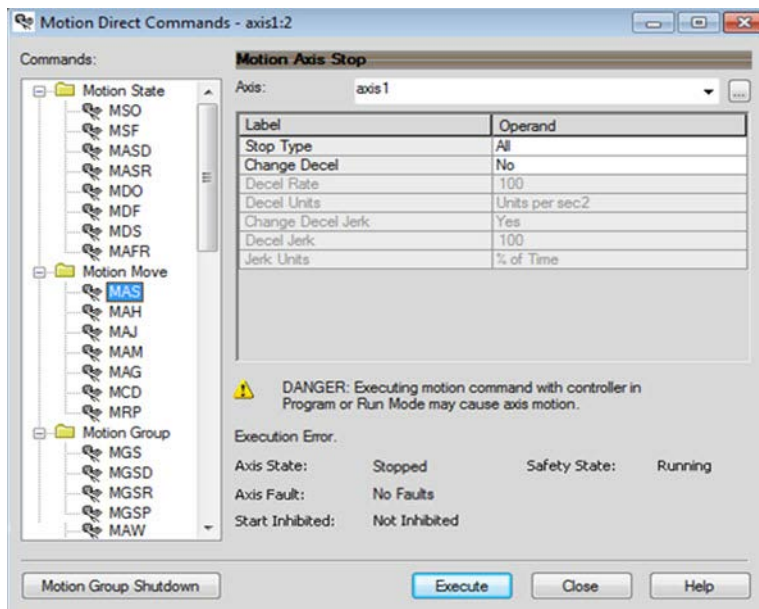 Motion Direct Commands - axis1:2
Commands:
Motion State
MSO
MSF
MASD
MASR
MDO
MDF
MDS
MAFR
Motion Move
MAS
MAH
MAJ
MAM
MAG
MCD
MRP
Motion Group
MGS
MGSD
MGSR
MGSP
MAW
Motion Axis Stop
Axis: axis1 ...
Label Operand
Stop Type All
Change Decel No
Decel Rate 100
Decel Units Units per sec2
Change Decel Jerk Yes
Decel Jerk 100
Jerk Units % of Time
DANGER: Executing motion command with controller in
Program or Run Mode may cause axis motion.
Execution Error.
Axis State: Stopped Safety State: Running
Axis Fault: No Faults
Start Inhibited: Not Inhibited
Motion Group Shutdown Execute Close Help